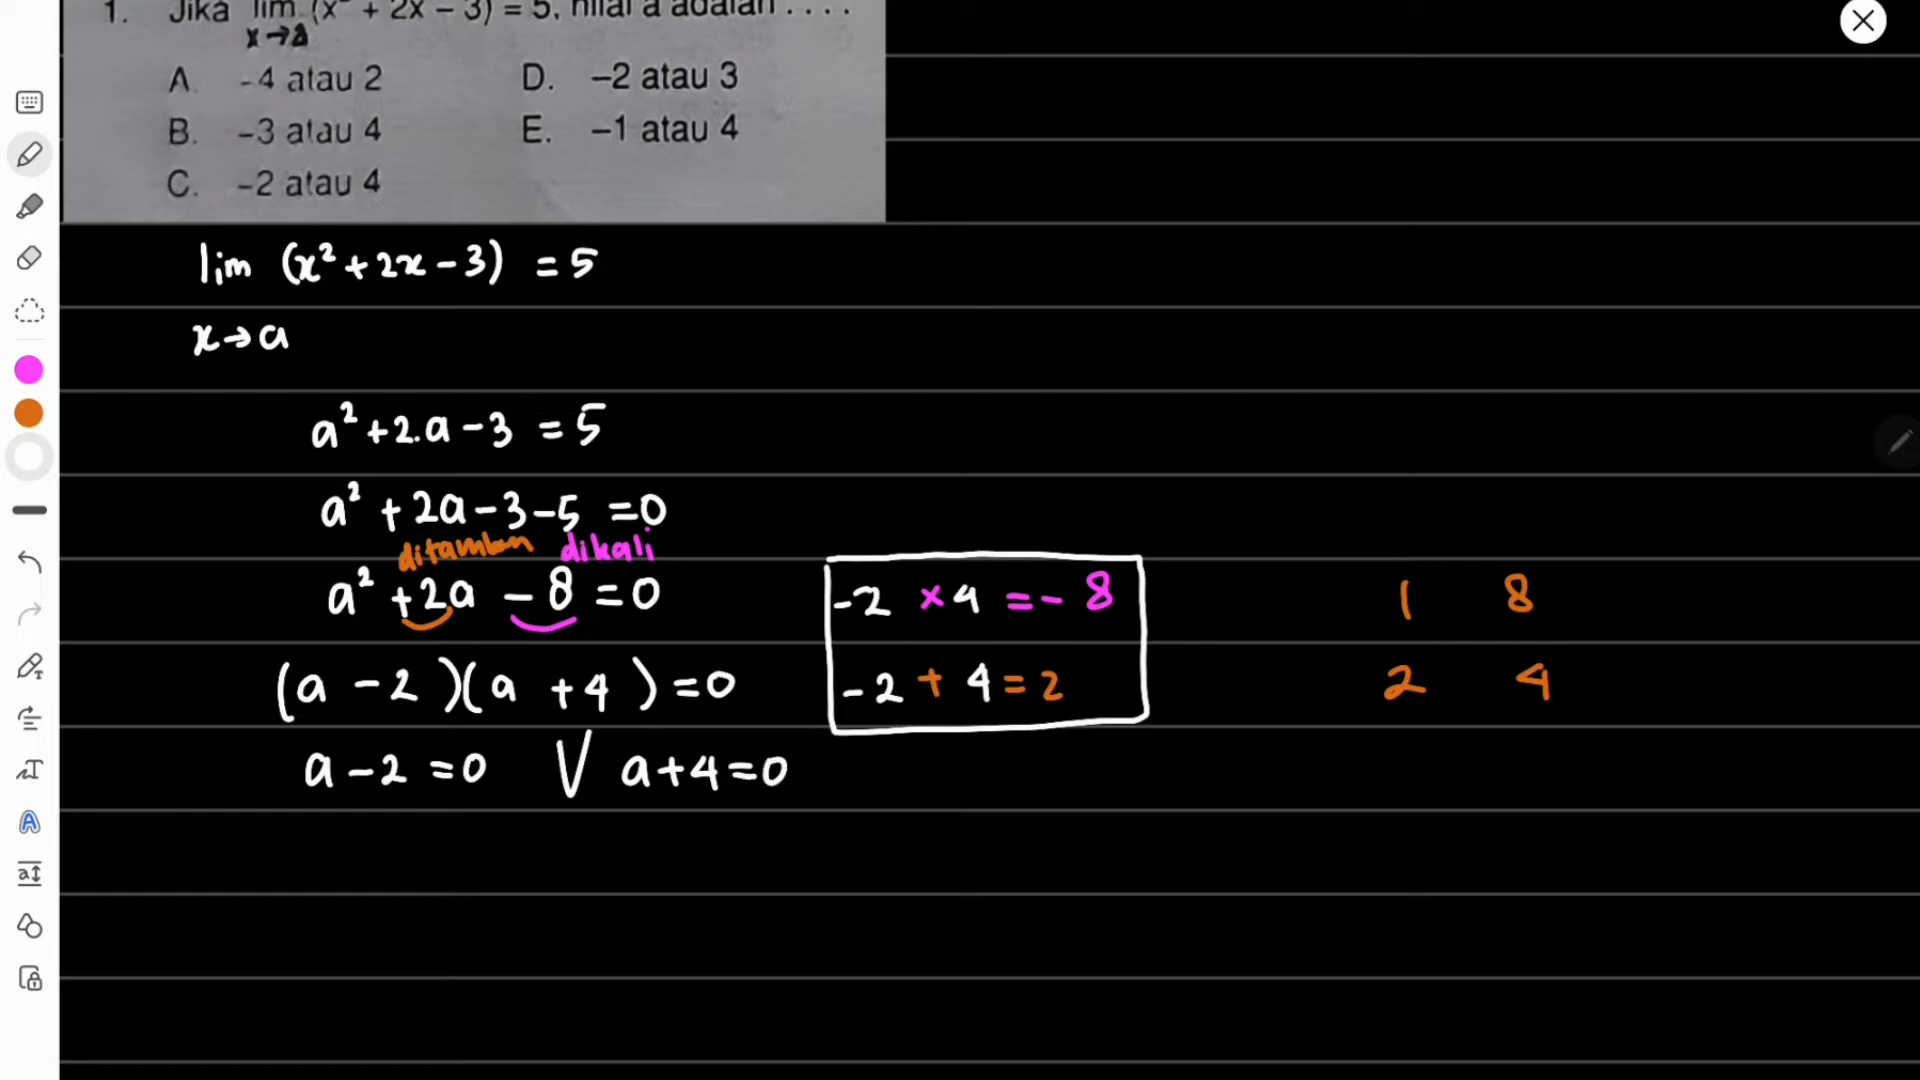 1. Jika lim (x² + 2x – 3) = 5, nilai a adalah . . . .
x→a
A. -4 atau 2 D. –2 atau 3
B. –3 atau 4 E. –1 atau 4
C. –2 atau 4
lim (x² + 2x – 3) = 5
x→a
a² + 2.a – 3 = 5
a² + 2a – 3 – 5 = 0
ditambah dikali
a² + 2a – 8 = 0
-2 × 4 = - 8
1 8
(a – 2)(a + 4) = 0
-2 + 4 = 2
2 4
a – 2 = 0 V a + 4 = 0